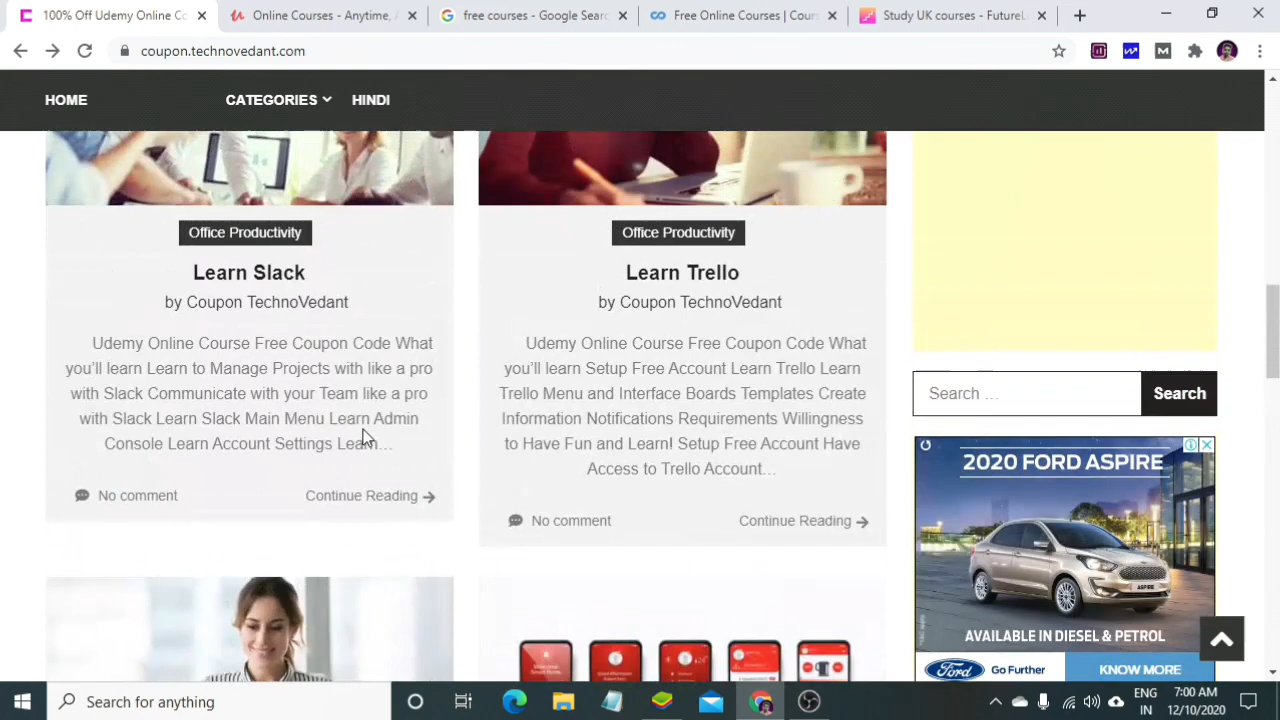 100% Off Udemy Online Co
Online Courses - Anytime, A
free courses - Google Searc
Free Online Courses | Cours
Study UK courses - FutureL
coupon.technovedant.com
HOME
CATEGORIES
HINDI
Office Productivity
Learn Slack
by Coupon TechnoVedant
Udemy Online Course Free Coupon Code What
you’ll learn Learn to Manage Projects with like a pro
with Slack Communicate with your Team like a pro
with Slack Learn Slack Main Menu Learn Admin
Console Learn Account Settings Learn…
No comment
Continue Reading
Office Productivity
Learn Trello
by Coupon TechnoVedant
Udemy Online Course Free Coupon Code What
you’ll learn Setup Free Account Learn Trello Learn
Trello Menu and Interface Boards Templates Create
Information Notifications Requirements Willingness
to Have Fun and Learn! Setup Free Account Have
Access to Trello Account…
No comment
Continue Reading
Search …
Search
2020 FORD ASPIRE
AVAILABLE IN DIESEL & PETROL
Ford
Go Further
KNOW MORE
Search for anything
ENG
IN
7:00 AM
12/10/2020